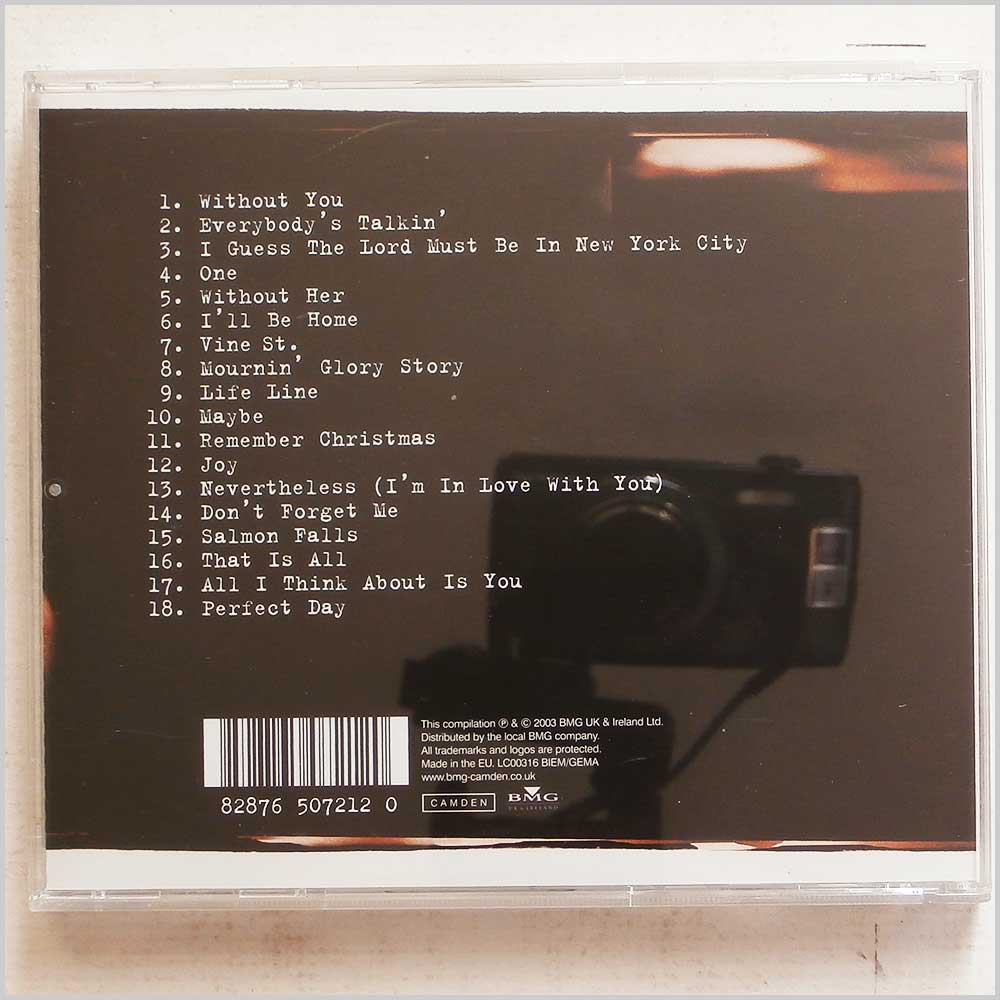 1. Without You
2. Everybody's Talkin'
3. I Guess The Lord Must Be In New York City
4. One
5. Without Her
6. I'll Be Home
7. Vine St.
8. Mournin' Glory Story
9. Life Line
10. Maybe
11. Remember Christmas
12. Joy
13. Nevertheless (I'm In Love With You)
14. Don't Forget Me
15. Salmon Falls
16. That Is All
17. All I Think About Is You
18. Perfect Day
This compilation ℗ & © 2003 BMG UK & Ireland Ltd.
Distributed by the local BMG company.
All trademarks and logos are protected.
Made in the EU. LC00316 BIEM/GEMA
www.bmg-camden.co.uk
82876 507212 0
CAMDEN
BMG
UK & IRELAND